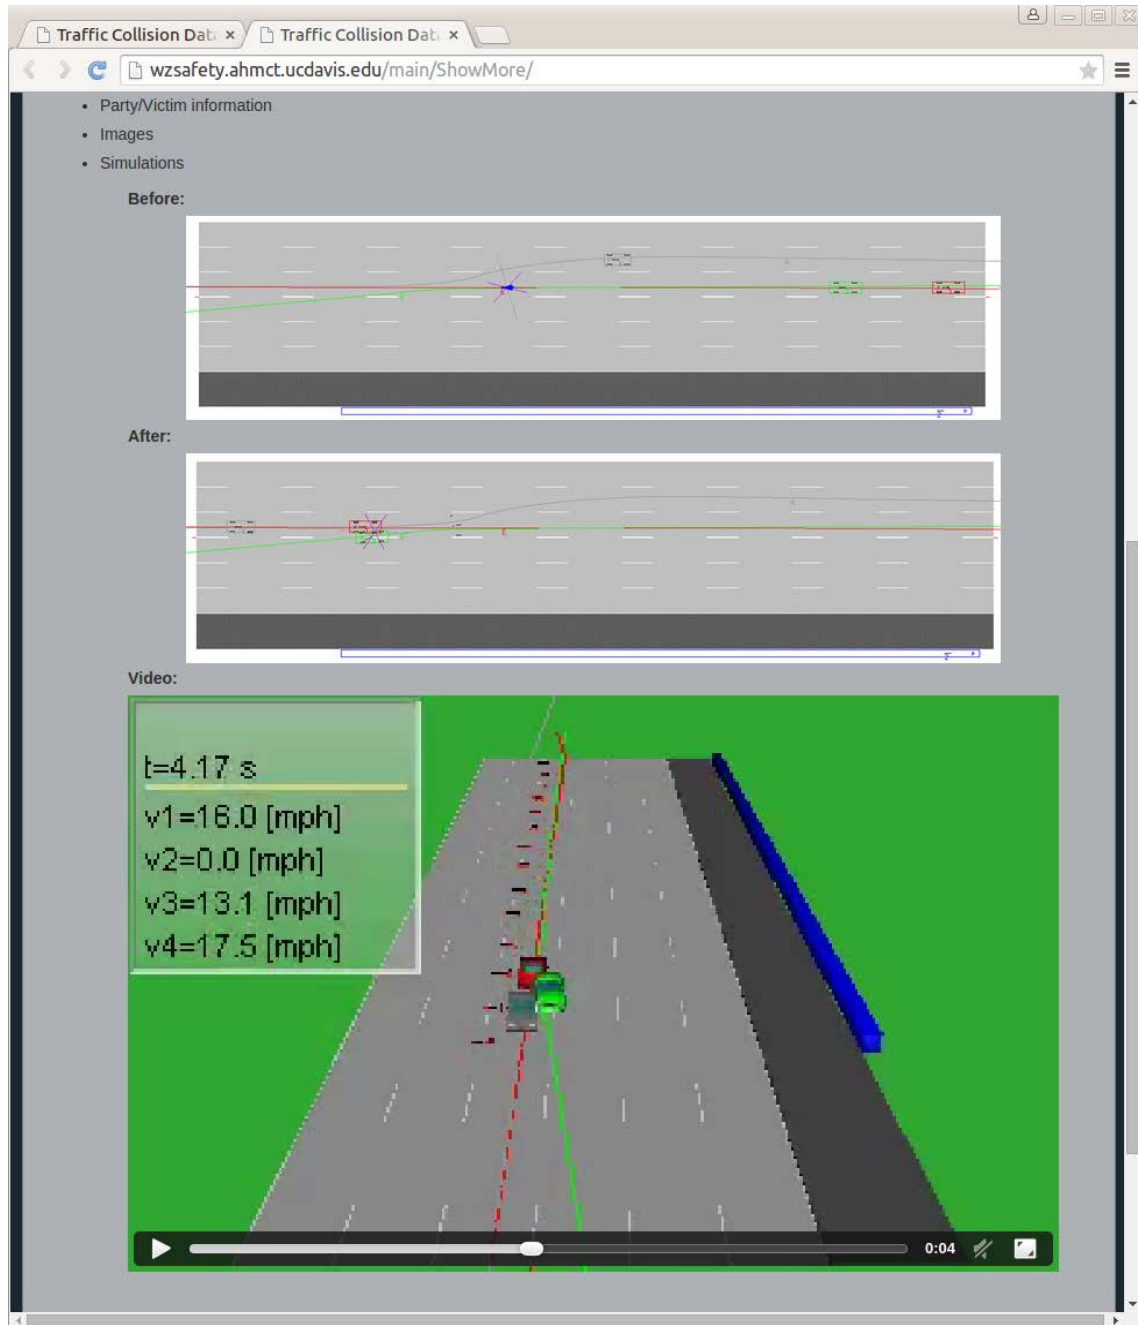 Traffic Collision Dat
Traffic Collision Dat
wzsafety.ahmct.ucdavis.edu/main/ShowMore/
Party/Victim information
Images
Simulations
Before:
After:
Video:
t=4.17 s
v1=16.0 [mph]
v2=0.0 [mph]
v3=13.1 [mph]
v4=17.5 [mph]
0:04